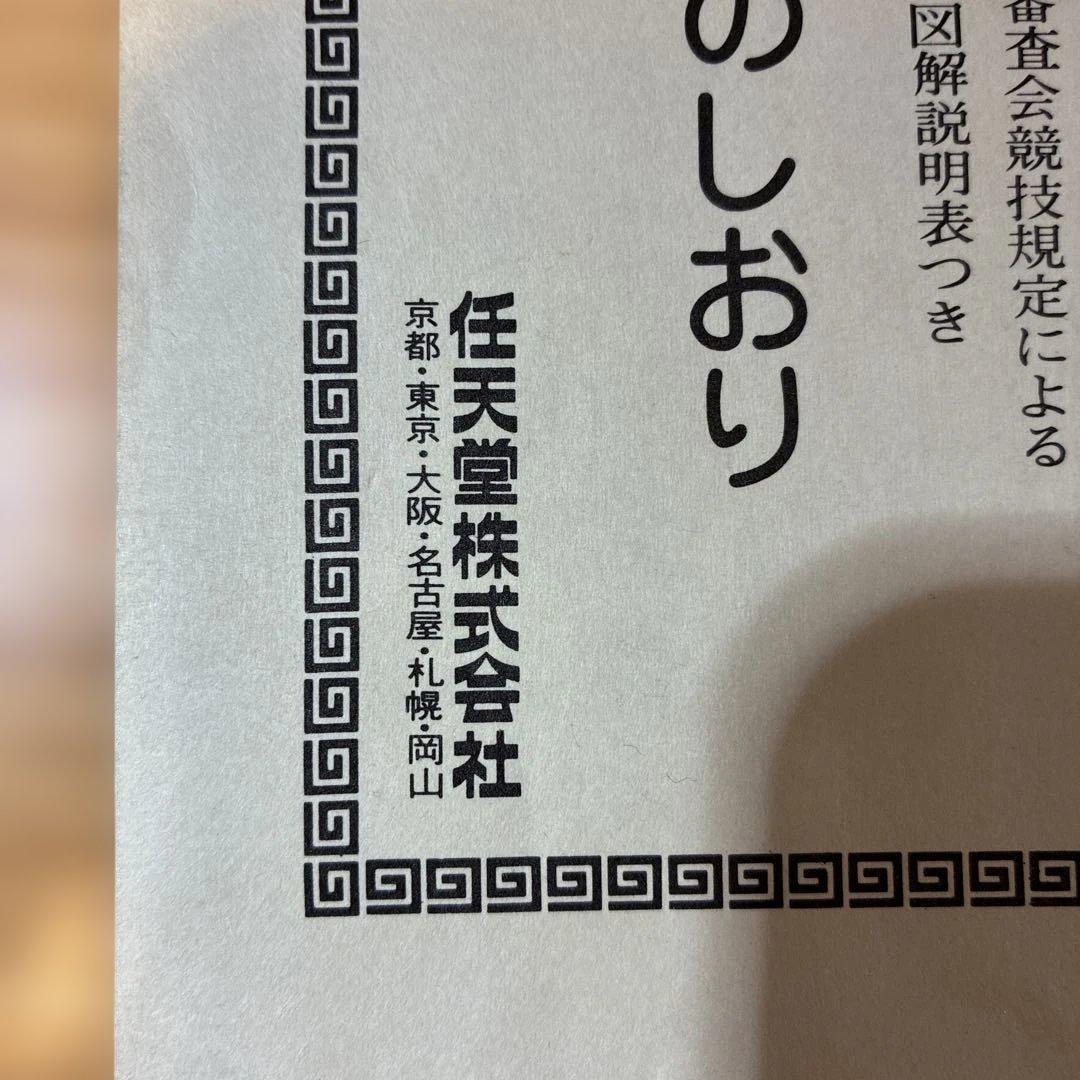 審査会競技規定による
図解説明表つき
のしおり
任天堂株式会社
京都・東京・大阪・名古屋・札幌・岡山